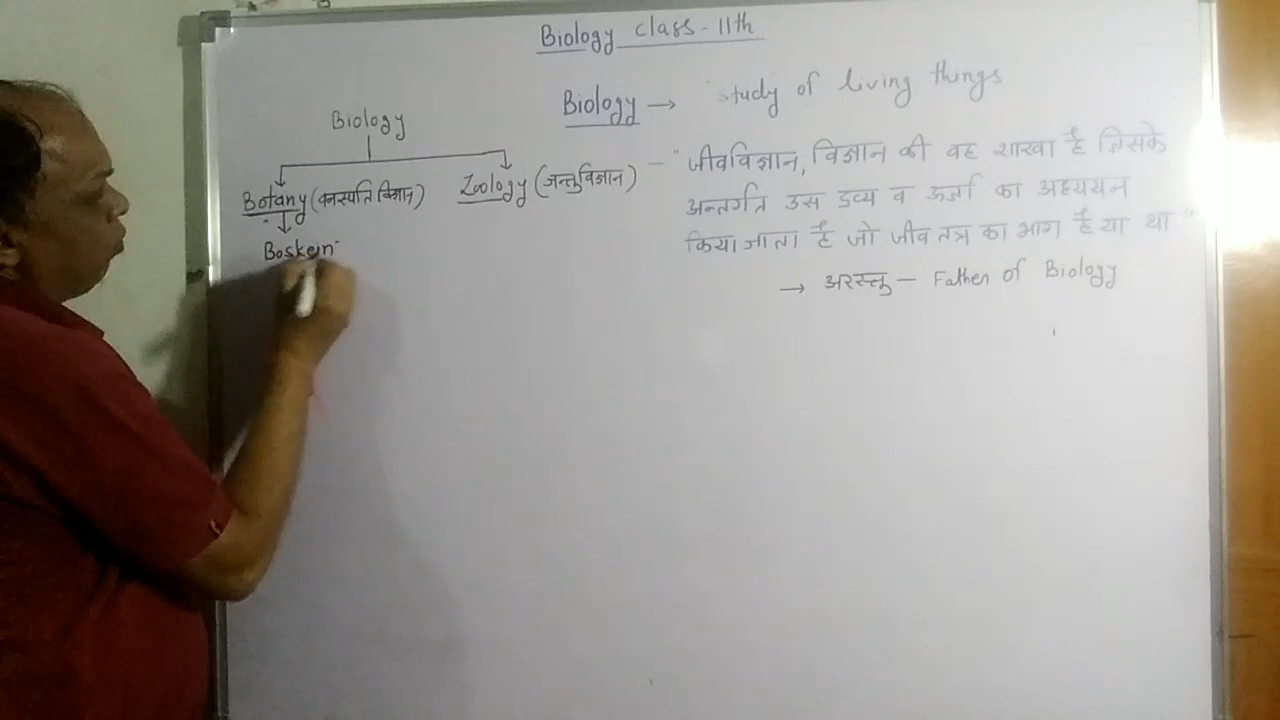 Biology class-11th
Biology → study of living things
Biology
Botany (वनस्पति विज्ञान) Zoology (जन्तुविज्ञान)
Boskein
— "जीवविज्ञान, विज्ञान की वह शाखा है जिसके
अन्तर्गत उस द्रव्य व ऊर्जा का अध्ययन
किया जाता है जो जीव तंत्र का भाग है या था"
→ अरस्तु — Father of Biology